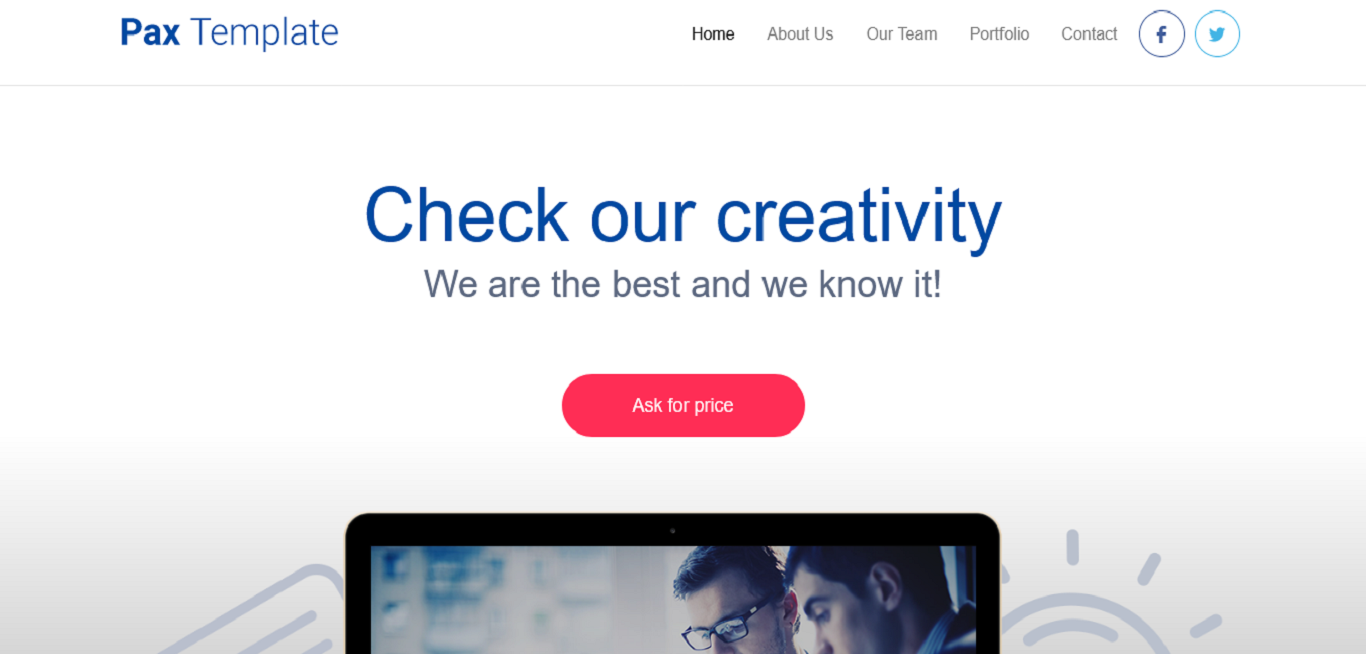 Pax Template
Home About Us Our Team Portfolio Contact
Check our creativity
We are the best and we know it!
Ask for price